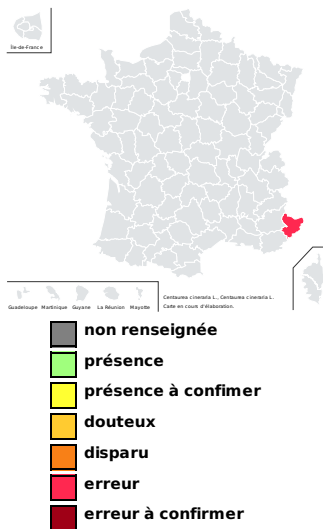 Île-de-France
Centaurea cineraria L., Centaurea cineraria L.
Guadeloupe Martinique Guyane La Réunion Mayotte
Carte en cours d'élaboration.
non renseignée
présence
présence à confimer
douteux
disparu
erreur
erreur à confirmer